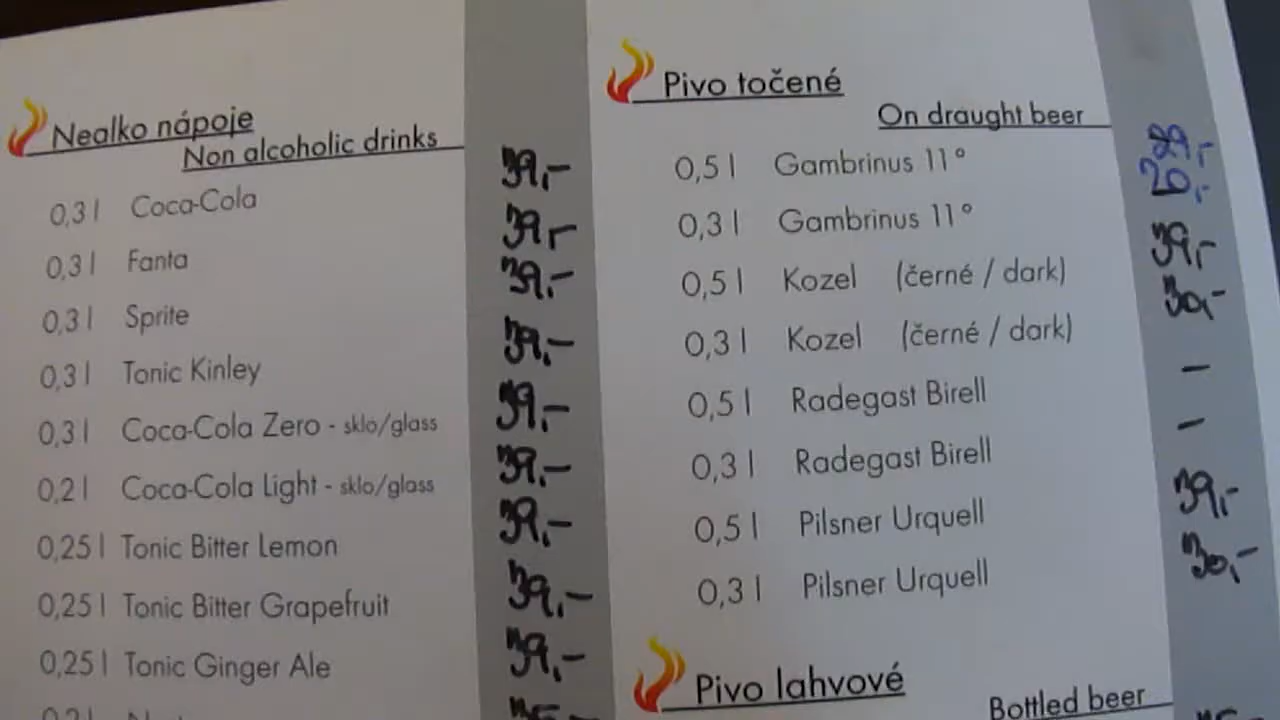 Nealko nápoje
Non alcoholic drinks
0,3 l Coca-Cola 39,-
0,3 l Fanta 39,-
0,3 l Sprite 39,-
0,3 l Tonic Kinley 39,-
0,3 l Coca-Cola Zero - sklo/glass 39,-
0,2 l Coca-Cola Light - sklo/glass 39,-
0,25 l Tonic Bitter Lemon 39,-
0,25 l Tonic Bitter Grapefruit 39,-
0,25 l Tonic Ginger Ale 39,-
Pivo točené
On draught beer
0,5 l Gambrinus 11° 29,-
0,3 l Gambrinus 11° 20,-
0,5 l Kozel (černé / dark) 39,-
0,3 l Kozel (černé / dark) 30,-
0,5 l Radegast Birell -
0,3 l Radegast Birell -
0,5 l Pilsner Urquell 39,-
0,3 l Pilsner Urquell 30,-
Pivo lahvové
Bottled beer